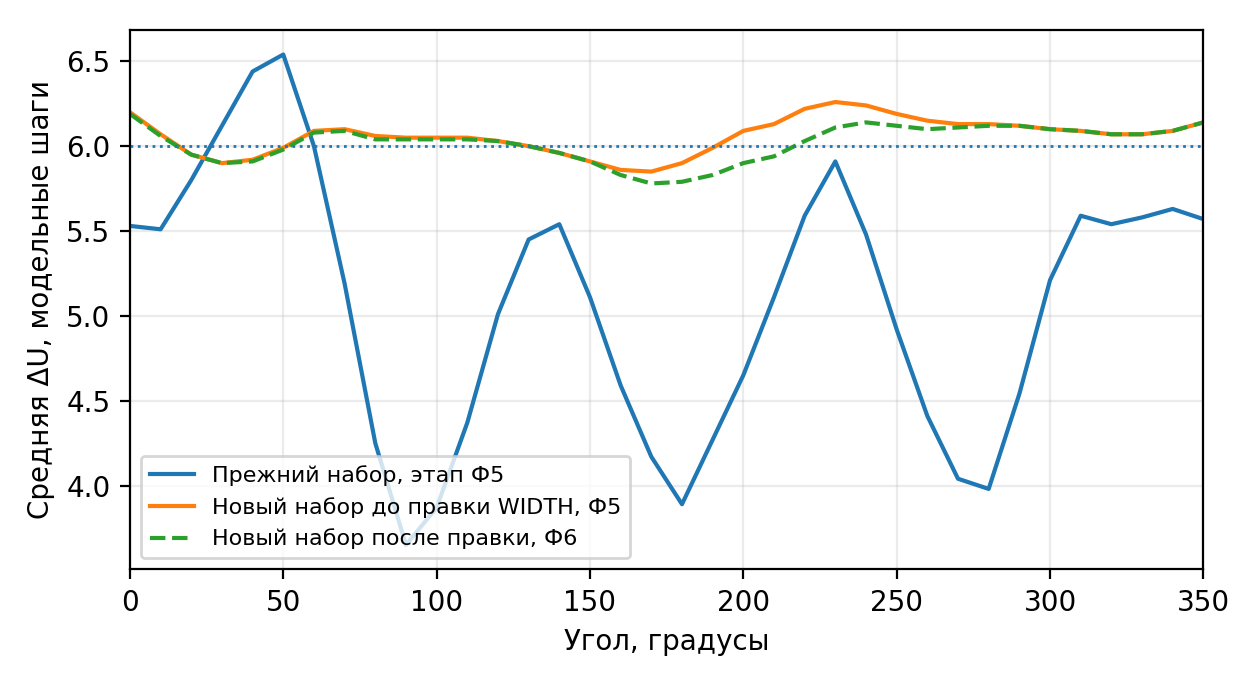 6.5
6.0
5.5
5.0
4.5
4.0
Средняя ΔU, модельные шаги
Прежний набор, этап Ф5
Новый набор до правки WIDTH, Ф5
Новый набор после правки, Ф6
0 50 100 150 200 250 300 350
Угол, градусы